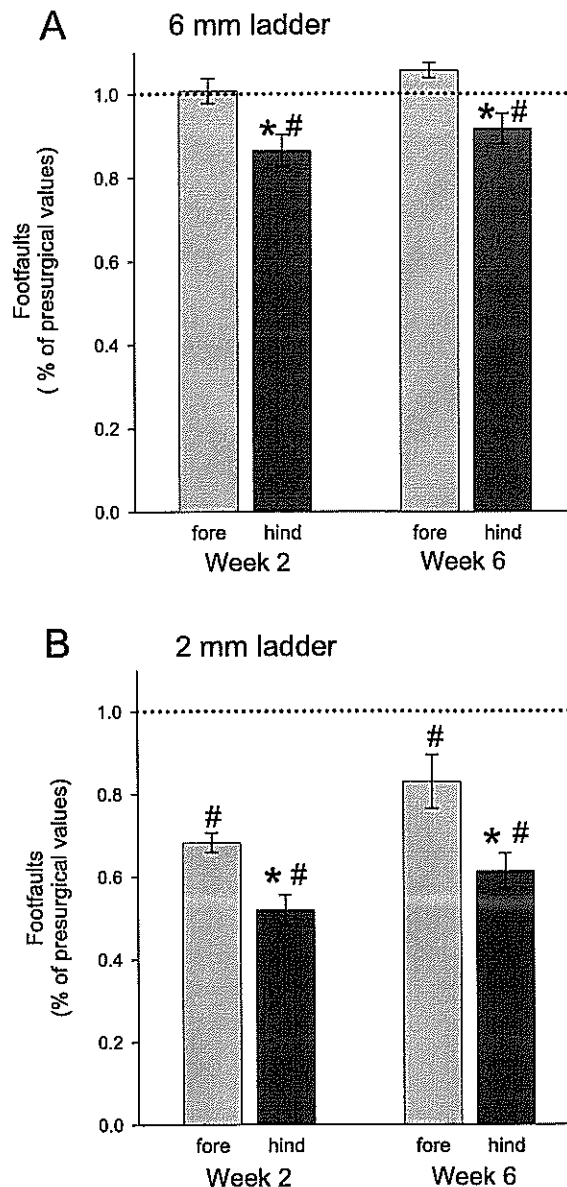 A
6 mm ladder
Footfaults
( % of presurgical values)
1.0
0.8
0.6
0.4
0.2
0.0
* #
* #
fore hind fore hind
Week 2 Week 6
B
2 mm ladder
Footfaults
(% of presurgical values)
1.0
0.8
0.6
0.4
0.2
0.0
#
* #
#
* #
fore hind fore hind
Week 2 Week 6